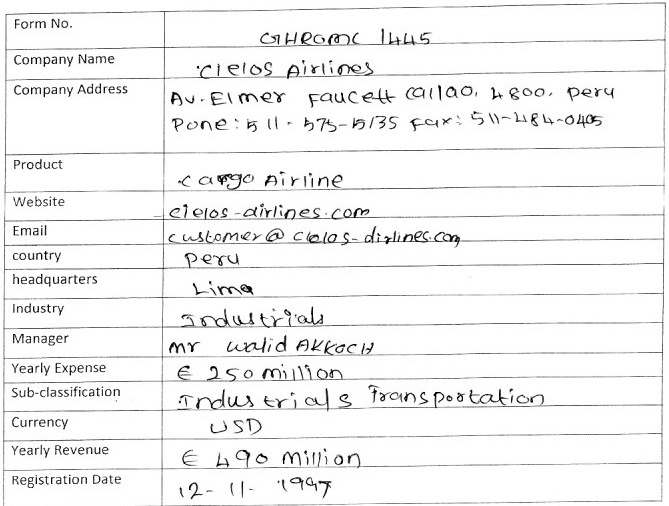 Form No. GHROMC 1445
Company Name Cielos Airlines
Company Address Av. Elmer Faucett Callao, 4800, Peru
Pone: 511-575-5135 Fax: 511-484-0405
Product Cargo Airline
Website cielos-airlines.com
Email customer@cielos-airlines.com
country Peru
headquarters Lima
Industry Industrials
Manager Mr Walid AKKOCH
Yearly Expense € 250 million
Sub-classification Industrials Transportation
Currency USD
Yearly Revenue € 490 Million
Registration Date 12-11-1997